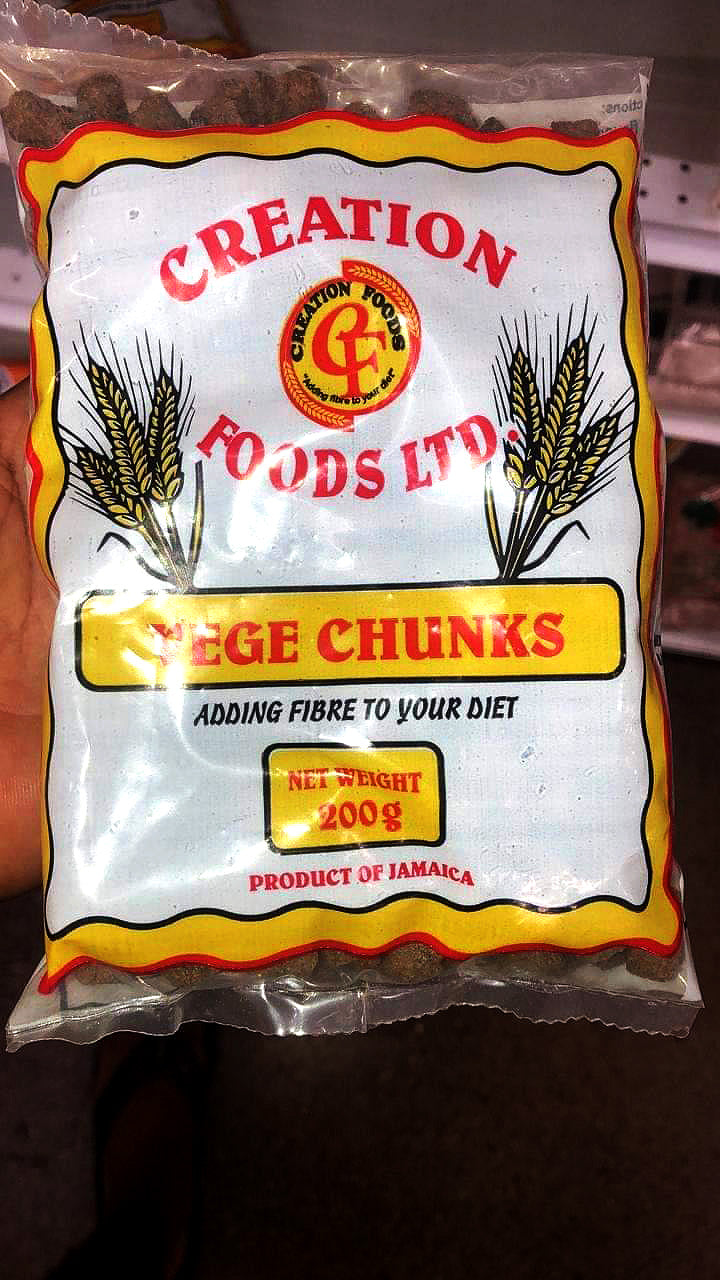 ctions:
CREATION
CREATION FOODS
CF
"Adding fibre to your diet"
FOODS LTD.
VEGE CHUNKS
ADDING FIBRE TO YOUR DIET
NET WEIGHT
200g
PRODUCT OF JAMAICA